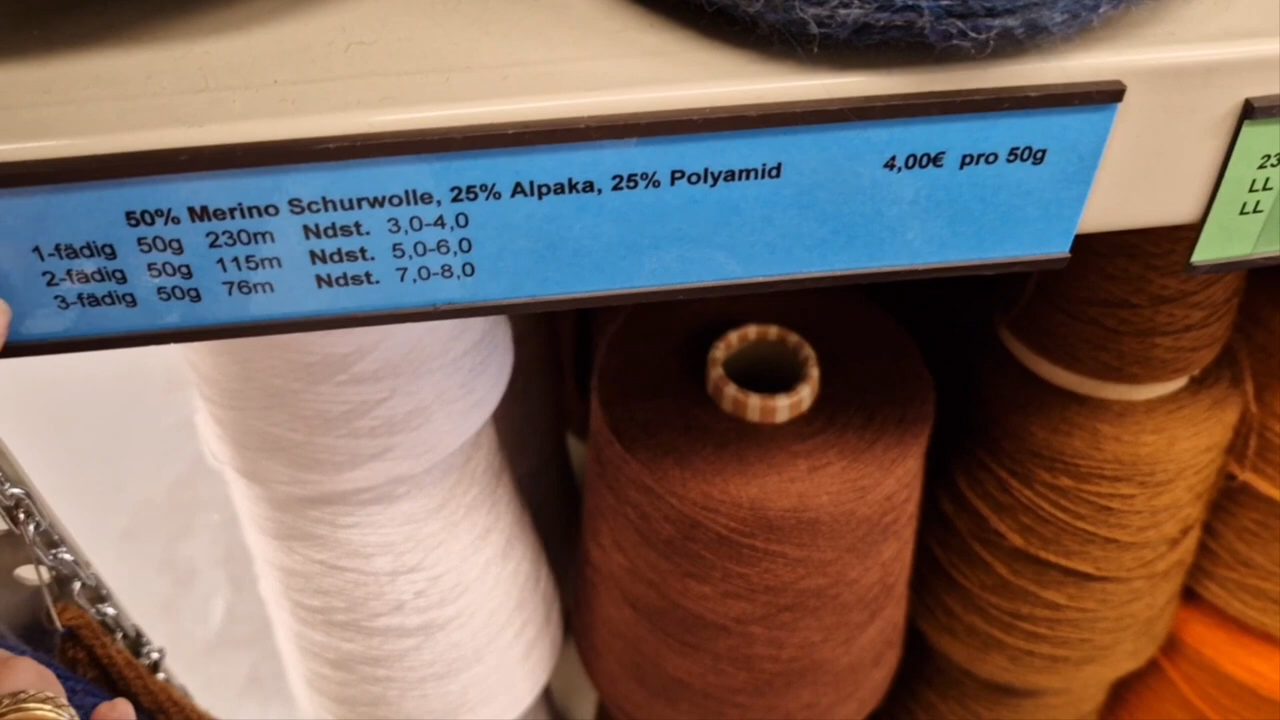 50% Merino Schurwolle, 25% Alpaka, 25% Polyamid 4,00€ pro 50g
1-fädig 50g 230m Ndst. 3,0-4,0
2-fädig 50g 115m Ndst. 5,0-6,0
3-fädig 50g 76m Ndst. 7,0-8,0
23
LL
LL